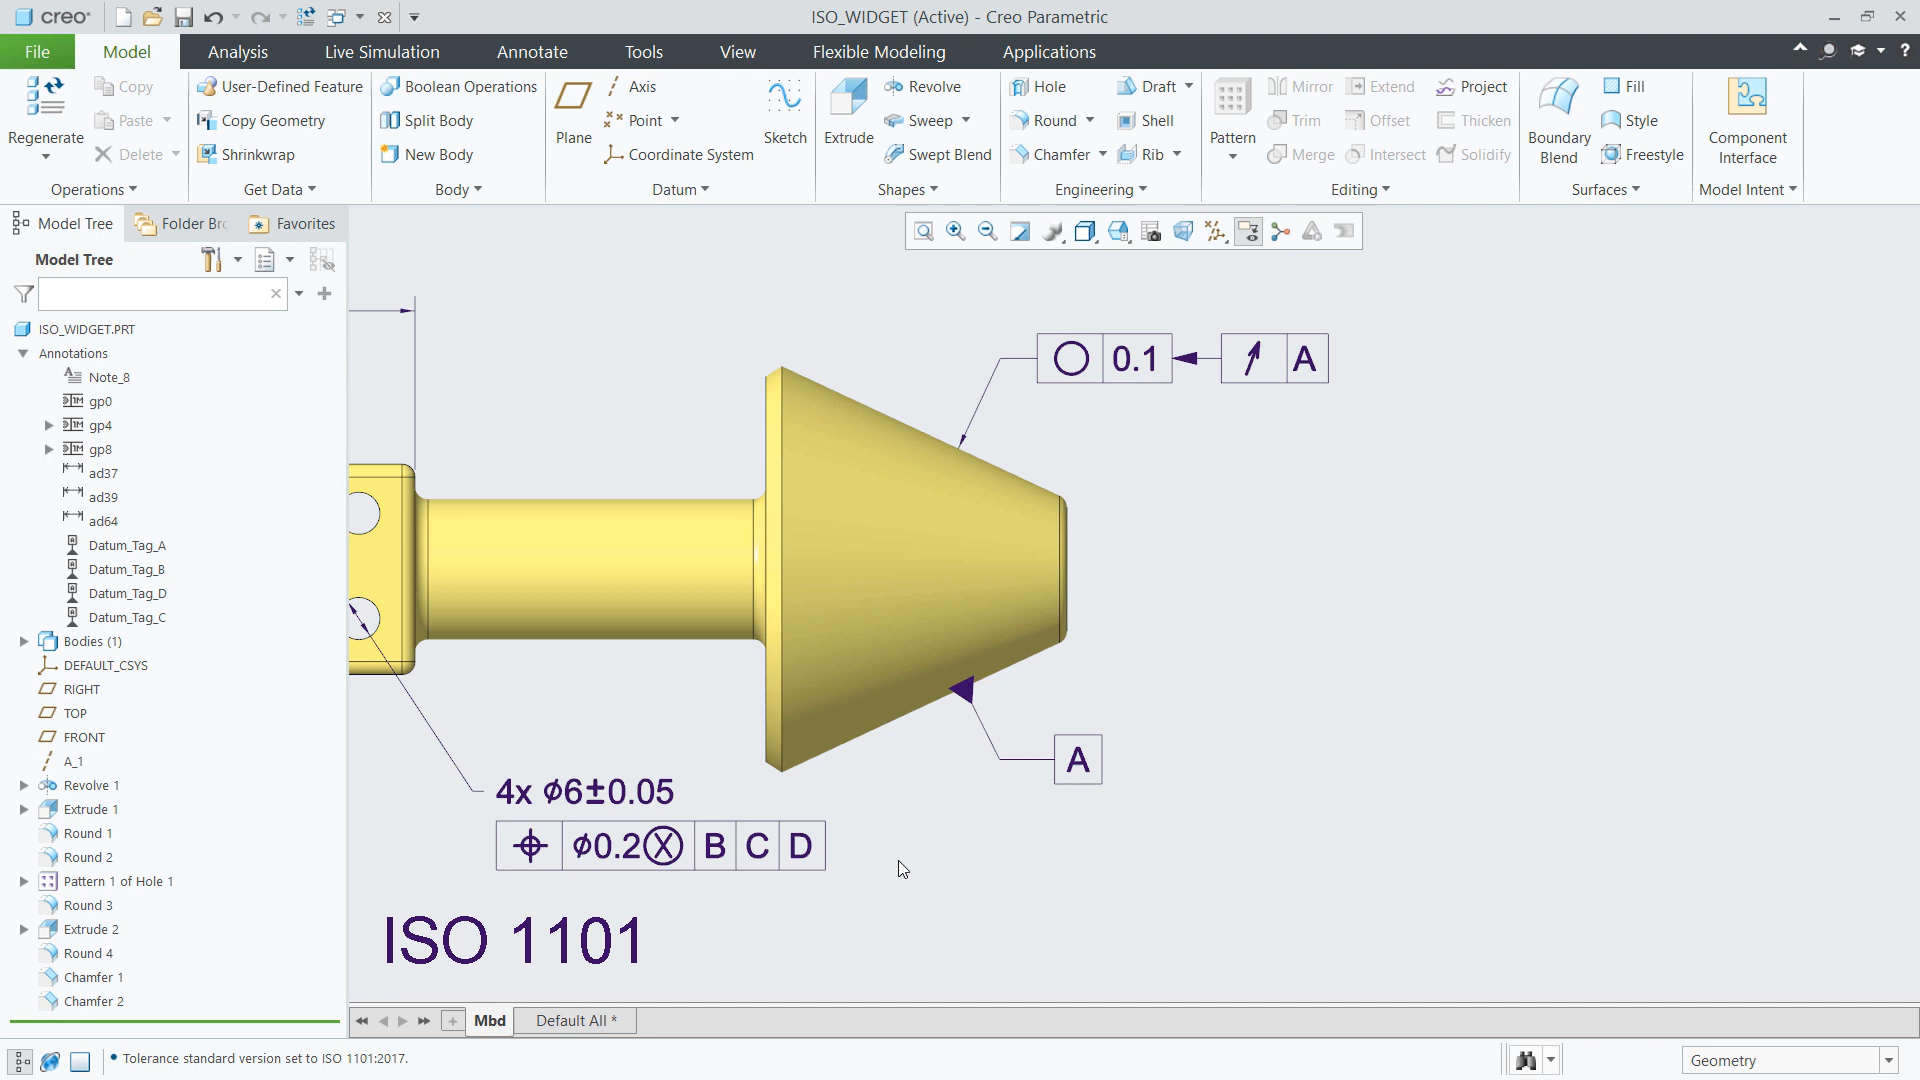 creo
ISO_WIDGET (Active) - Creo Parametric
File
Model
Analysis
Live Simulation
Annotate
Tools
View
Flexible Modeling
Applications
Regenerate
Copy
Paste
Delete
Operations
User-Defined Feature
Copy Geometry
Shrinkwrap
Get Data
Boolean Operations
Split Body
New Body
Body
Plane
Axis
Point
Coordinate System
Sketch
Datum
Extrude
Revolve
Sweep
Swept Blend
Shapes
Hole
Round
Chamfer
Draft
Shell
Rib
Engineering
Pattern
Mirror
Trim
Merge
Extend
Offset
Intersect
Project
Thicken
Solidify
Editing
Boundary
Blend
Fill
Style
Freestyle
Surfaces
Component
Interface
Model Intent
Model Tree
Folder Br
Favorites
Model Tree
ISO_WIDGET.PRT
Annotations
Note_8
gp0
gp4
gp8
ad37
ad39
ad64
Datum_Tag_A
Datum_Tag_B
Datum_Tag_D
Datum_Tag_C
Bodies (1)
DEFAULT_CSYS
RIGHT
TOP
FRONT
A_1
Revolve 1
Extrude 1
Round 1
Round 2
Pattern 1 of Hole 1
Round 3
Extrude 2
Round 4
Chamfer 1
Chamfer 2
○ 0.1
↗ A
A
4x ⌀6±0.05
⌖ ⌀0.2Ⓧ B C D
ISO 1101
Mbd
Default All *
Tolerance standard version set to ISO 1101:2017.
Geometry